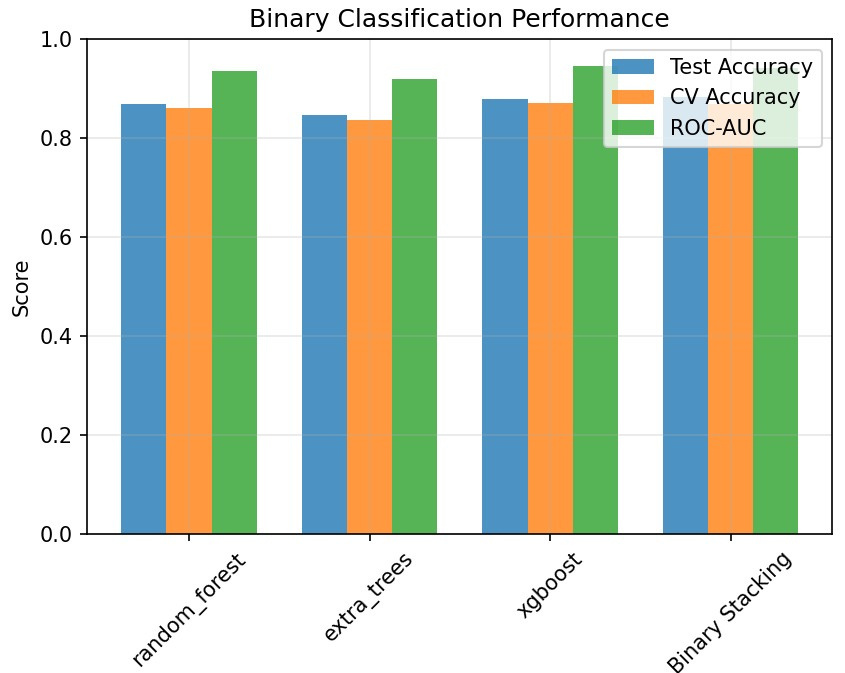 Binary Classification Performance
Score
1.0
0.8
0.6
0.4
0.2
0.0
Test Accuracy
CV Accuracy
ROC-AUC
random_forest
extra_trees
xgboost
Binary Stacking